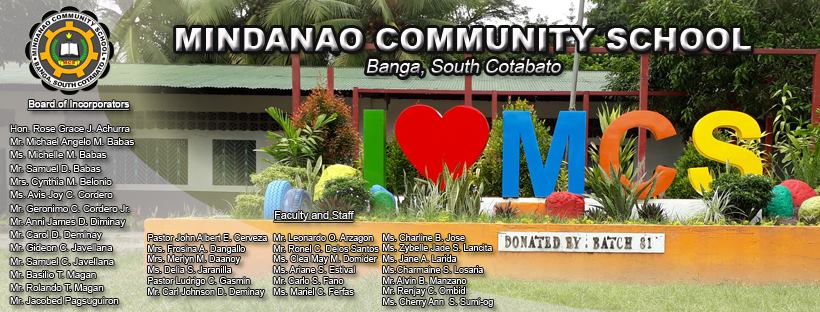 MINDANAO COMMUNITY SCHOOL
Banga, South Cotabato
MINDANAO COMMUNITY SCHOOL
MCS
BANGA, SOUTH COTABATO
Board of Incorporators
Hon. Rose Grace J. Achurra
Mr. Michael Angelo M. Babas
Ms. Michelle M. Babas
Mr. Samuel D. Babas
Mrs. Cynthia M. Belonio
Ms. Avis Joy C. Cordero
Mr. Geronimo C. Cordero Jr.
Mr. Anril James D. Diminay
Mr. Carol D. Deminay
Mr. Gideon C. Javellana
Mr. Samuel C. Javellana
Mr. Basilio T. Magan
Mr. Rolando T. Magan
Mr. Jacobed Pagsuguiron
Faculty and Staff
Pastor John Albert E. Cerveza
Mrs. Frosina A. Dangallo
Mrs. Merlyn M. Daanoy
Ms. Delia S. Jaranilla
Pastor Ludrigo C. Gasmin
Mr. Carl Johnson D. Deminay
Mr. Leonardo O. Arzagon
Mr. Ronel C. Delos Santos
Ms. Clea May M. Domider
Ms. Ariane S. Estival
Mr. Carlo S. Fano
Ms. Mariel C. Ferfas
Ms. Charline B. Jose
Ms. Zybelle Jade S. Lancita
Ms. Jane A. Larida
Ms.Charmaine S. Losaria
Mr. Alvin B. Manzano
Mr. Renjay C. Ombid
Ms. Cherry Ann S. Sumi-og
I MCS
DONATED BY: BATCH 81'